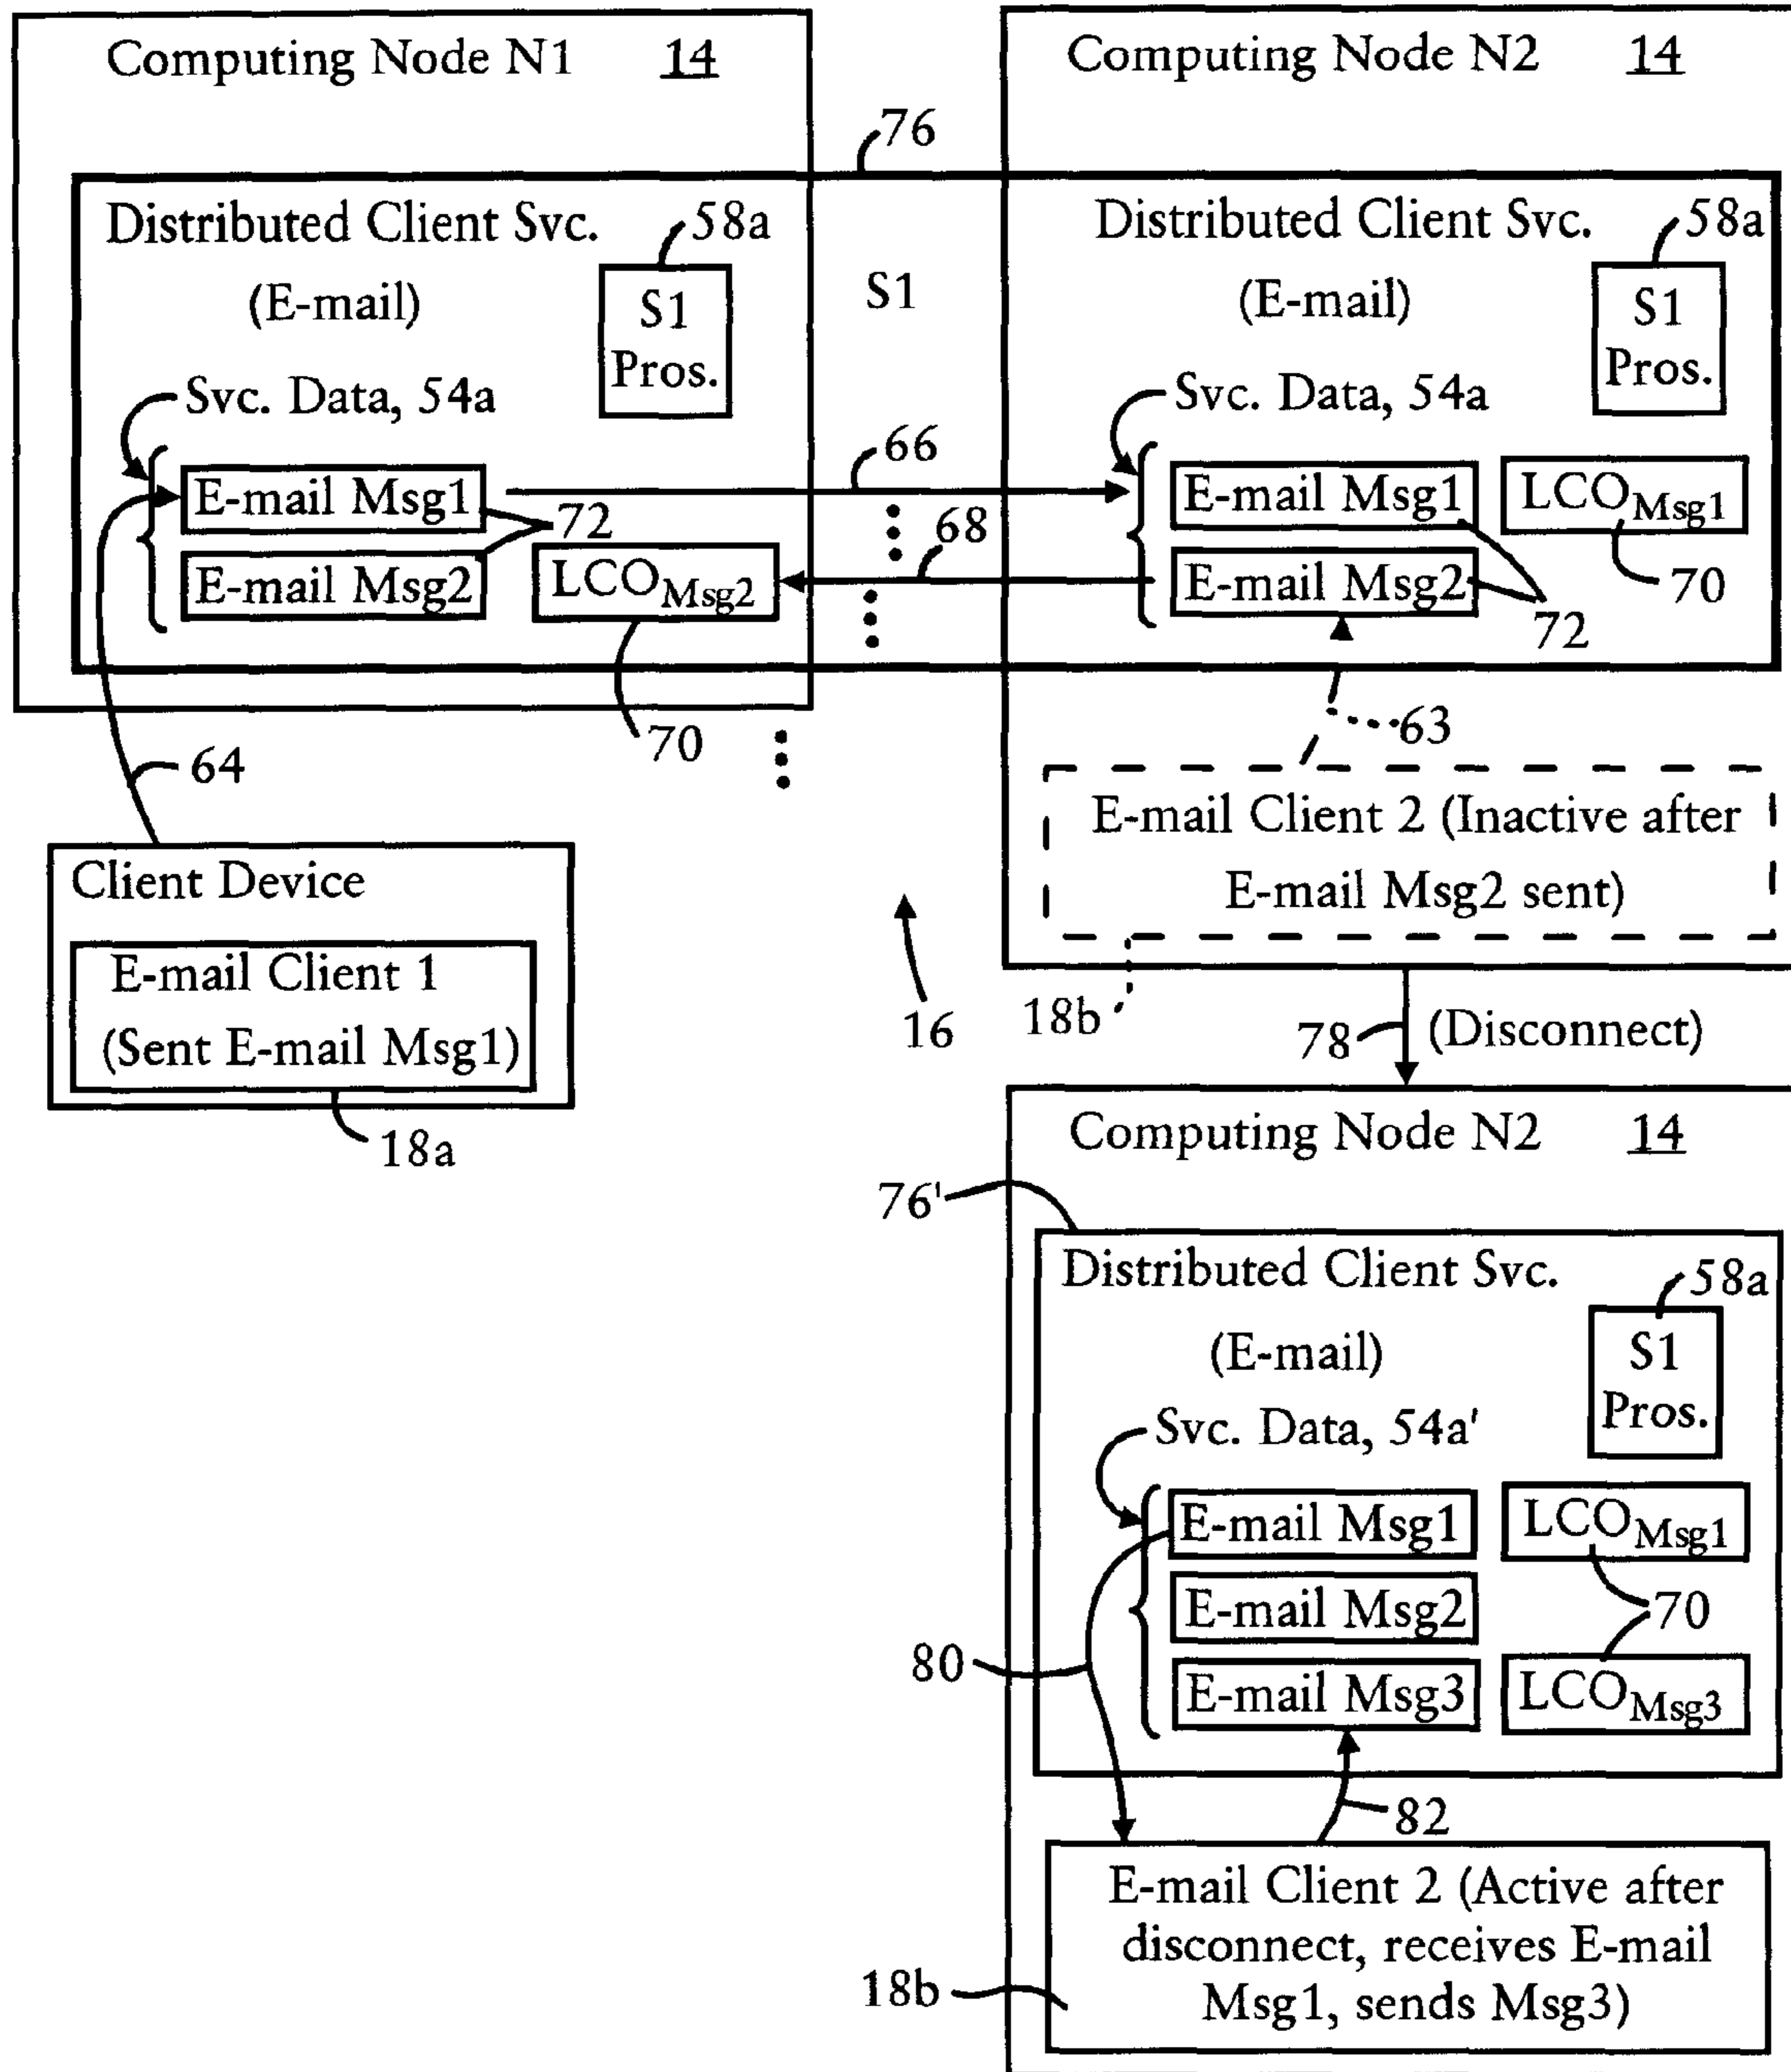 Computing Node N1 14
76
Distributed Client Svc.
58a
(E-mail)
S1
Pros.
S1
Svc. Data, 54a
E-mail Msg1
E-mail Msg2
72
LCOMsg2
70
66
68
64
Client Device
E-mail Client 1
(Sent E-mail Msg1)
18a
16
Computing Node N2 14
Distributed Client Svc.
58a
(E-mail)
S1
Pros.
Svc. Data, 54a
E-mail Msg1
LCOMsg1
E-mail Msg2
70
72
63
E-mail Client 2 (Inactive after
E-mail Msg2 sent)
18b
78
(Disconnect)
Computing Node N2 14
76'
Distributed Client Svc.
58a
(E-mail)
S1
Pros.
Svc. Data, 54a'
E-mail Msg1
LCOMsg1
E-mail Msg2
70
80
E-mail Msg3
LCOMsg3
82
E-mail Client 2 (Active after
disconnect, receives E-mail
Msg1, sends Msg3)
18b